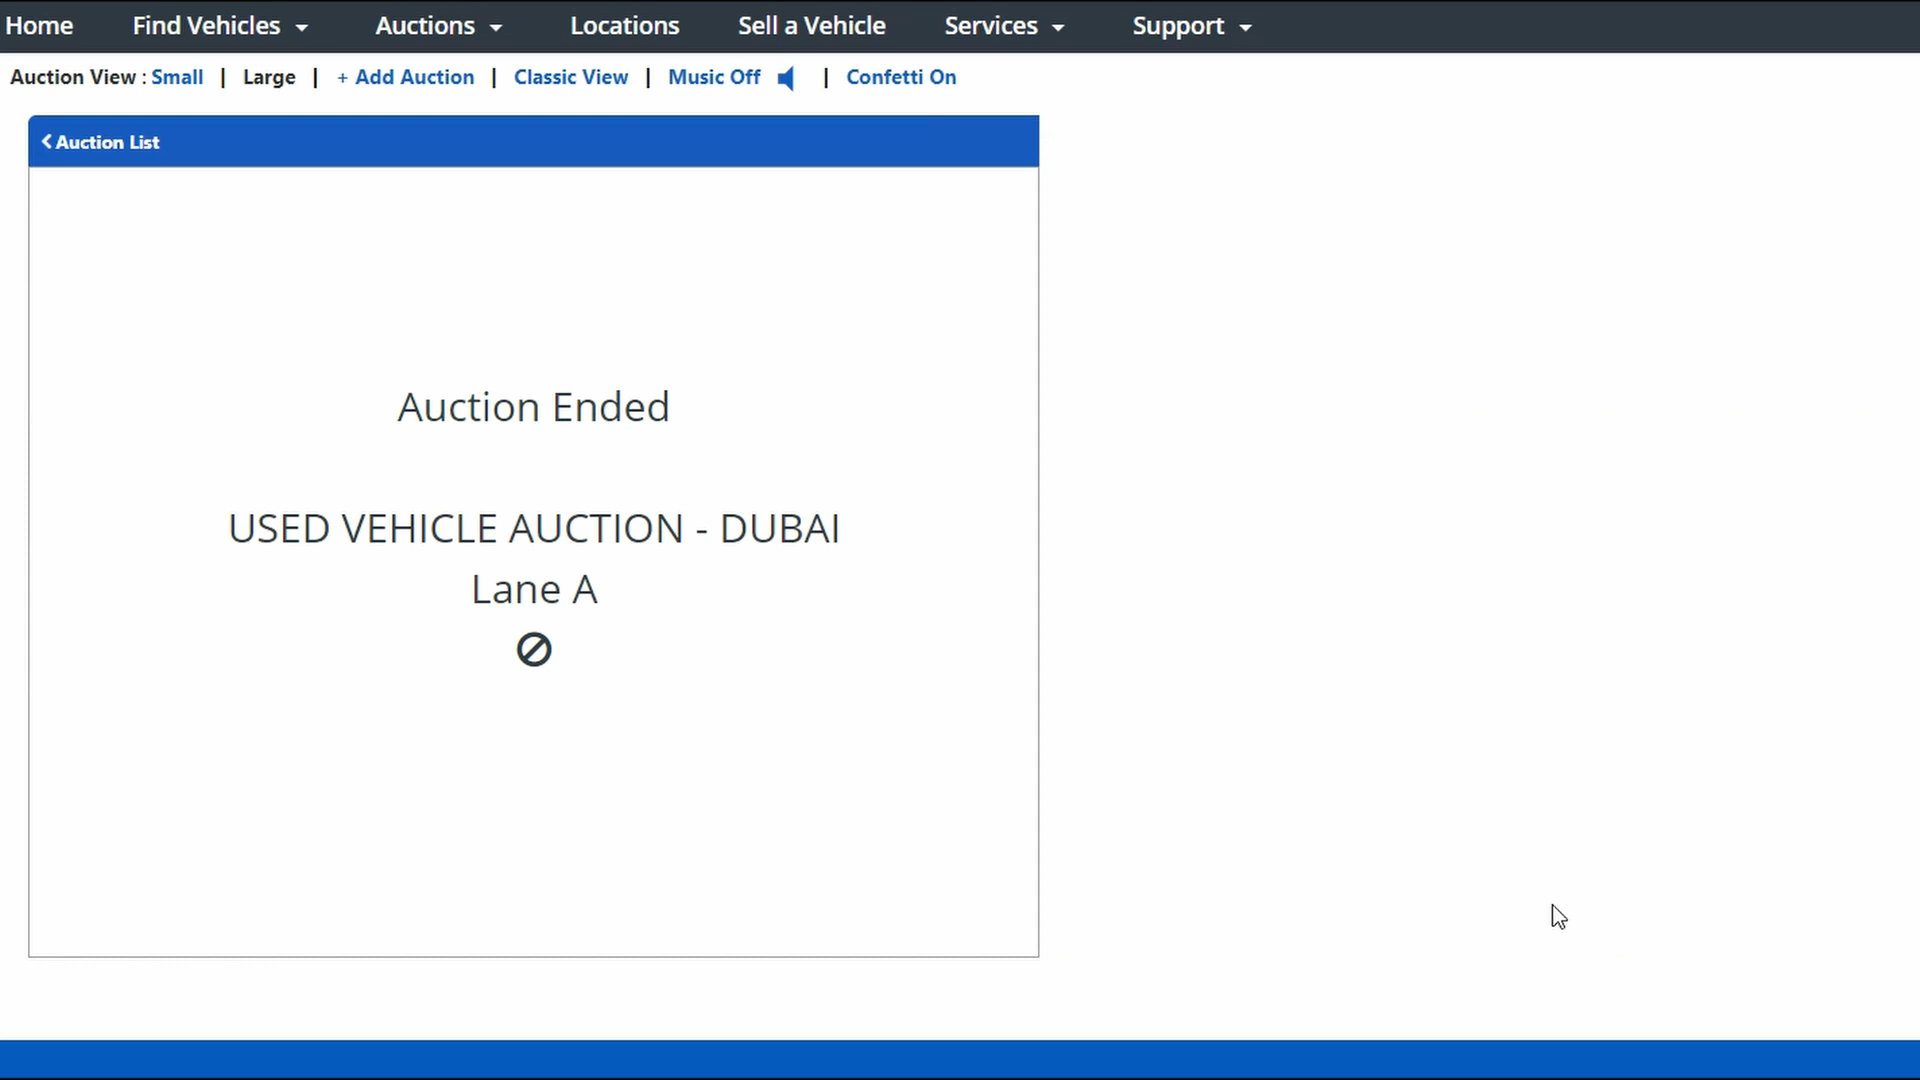 Home Find Vehicles Auctions Locations Sell a Vehicle Services Support
Auction View : Small | Large | + Add Auction | Classic View | Music Off | Confetti On
Auction List
Auction Ended
USED VEHICLE AUCTION - DUBAI
Lane A